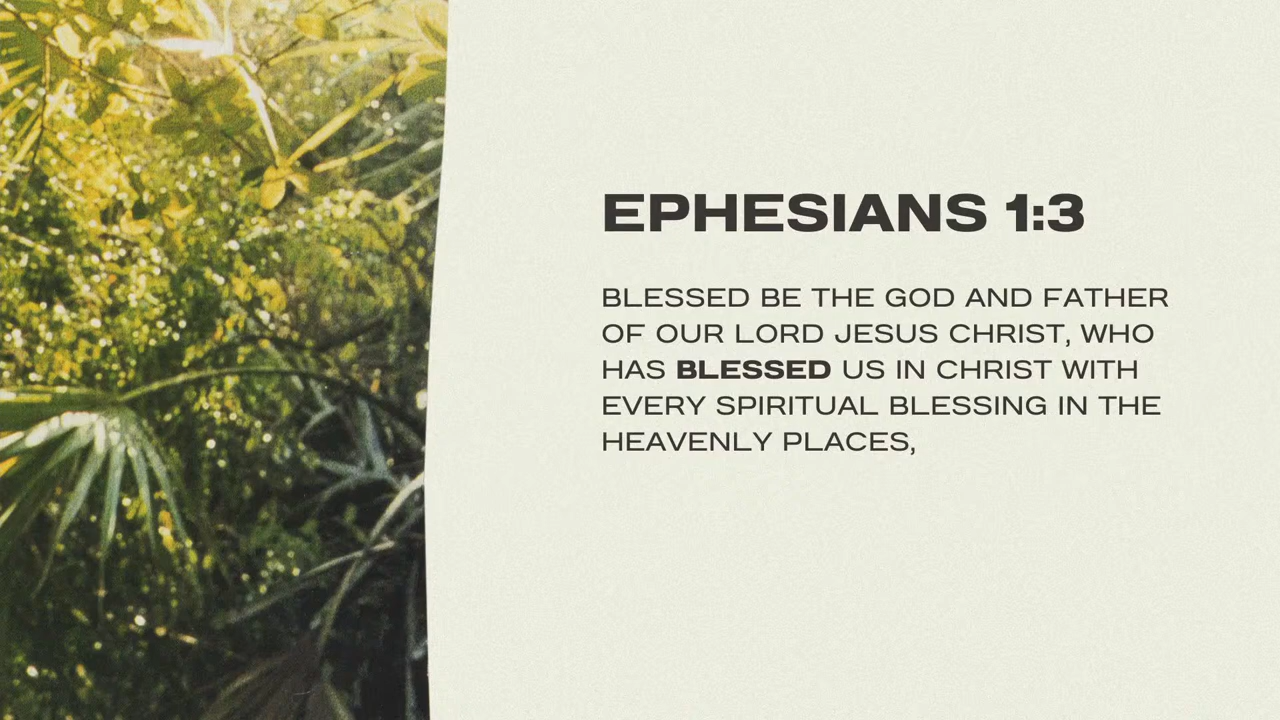 EPHESIANS 1:3
BLESSED BE THE GOD AND FATHER
OF OUR LORD JESUS CHRIST, WHO
HAS BLESSED US IN CHRIST WITH
EVERY SPIRITUAL BLESSING IN THE
HEAVENLY PLACES,